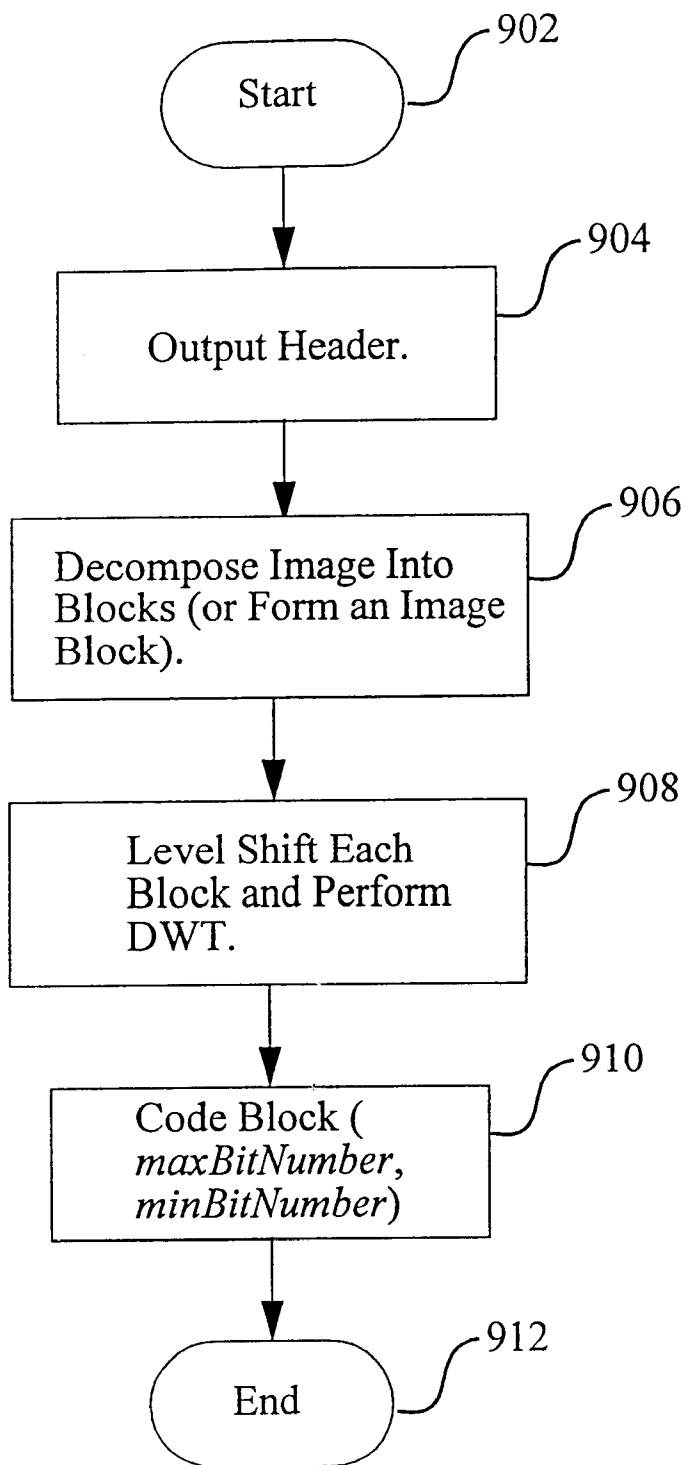 902
Start
904
Output Header.
906
Decompose Image Into
Blocks (or Form an Image
Block).
908
Level Shift Each
Block and Perform
DWT.
910
Code Block (
maxBitNumber,
minBitNumber)
912
End